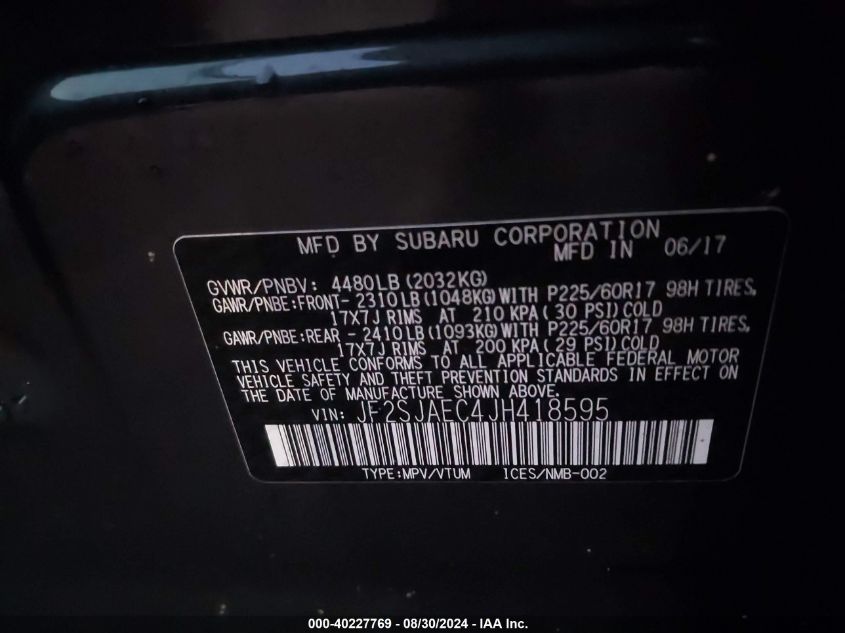 MFD BY SUBARU CORPORATION
MFD IN 06/17
GVWR/PNBV: 4480LB (2032KG)
GAWR/PNBE:FRONT- 2310LB (1048KG) WITH P225/60R17 98H TIRES,
17X7J RIMS AT 210 KPA ( 30 PSI) COLD
GAWR/PNBE:REAR - 2410LB (1093KG) WITH P225/60R17 98H TIRES,
17X7J RIMS AT 200 KPA (29 PSI) COLD
THIS VEHICLE CONFORMS TO ALL APPLICABLE FEDERAL MOTOR
VEHICLE SAFETY AND THEFT PREVENTION STANDARDS IN EFFECT ON
THE DATE OF MANUFACTURE SHOWN ABOVE.
VIN: JF2SJAEC4JH418595
TYPE:MPV/VTUM ICES/NMB-002
000-40227769 - 08/30/2024 - IAA Inc.